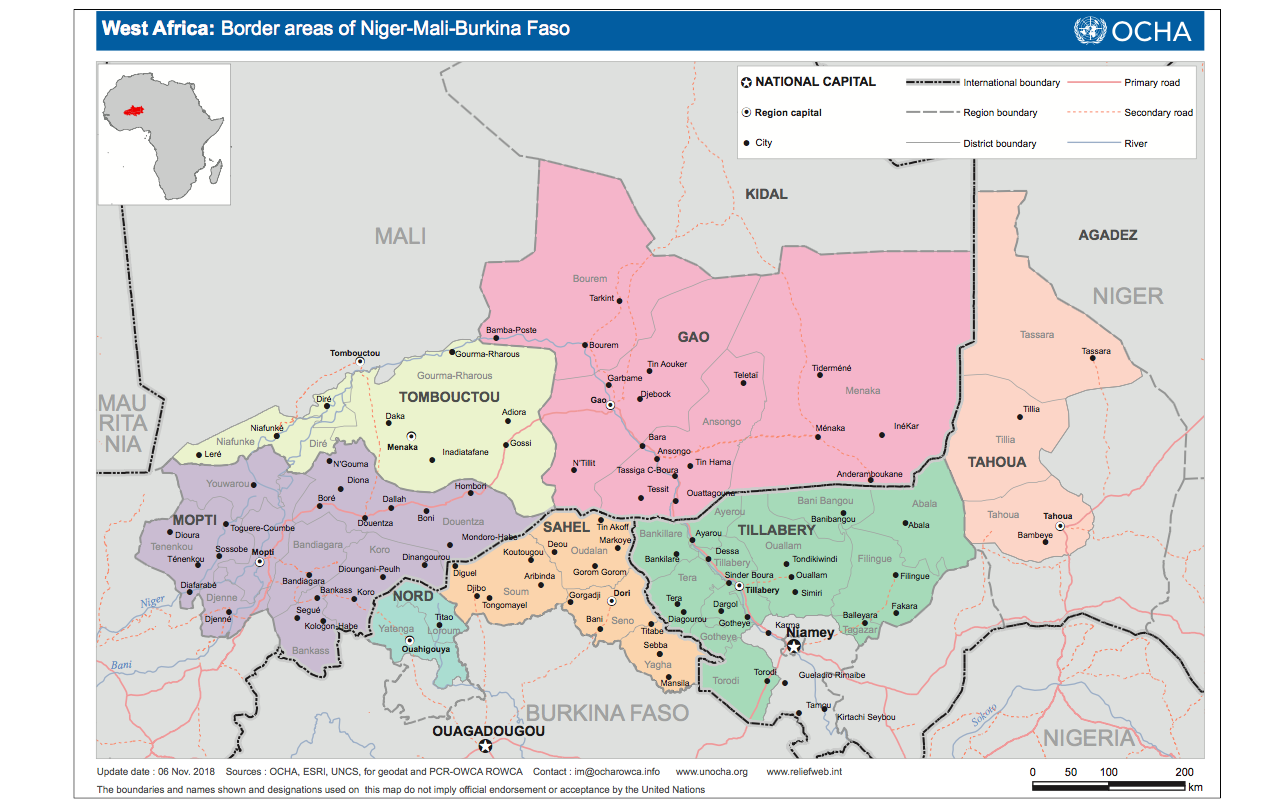 West Africa: Border areas of Niger-Mali-Burkina Faso
OCHA
NATIONAL CAPITAL
International boundary
Primary road
Region capital
Region boundary
Secondary road
City
District boundary
River
KIDAL
MALI
AGADEZ
NIGER
Bourem
Tarkint
Bamba-Poste
GAO
Tassara
Tassara
Tombouctou
Gourma-Rharous
Bourem
Gourma-Rharous
Tin Aouker
Teletaï
Tidermèné
Garbame
Djebock
Menaka
Gao
TOMBOUCTOU
MAU
RITA
NIA
Diré
Daka
Adiora
Ansongo
Tillia
Niafunké
Niafunke
Diré
Menaka
Gossi
Bara
Ménaka
InéKar
Tillia
Leré
Inadiatafane
Ansongo
TAHOUA
N'Gouma
N'Tillit
Tassiga C-Boura
Tin Hama
Anderamboukane
Youwarou
Diona
Hombori
Tessit
Ouattagouna
Boré
Dallah
Bani Bangou
Abala
MOPTI
Douentza
Boni
Douentza
SAHEL
Tin Akoff
Ayerou
Banibangou
Abala
Tahoua
Tahoua
Toguere-Coumbe
Dioura
Bankillare
Ayarou
TILLABERY
Bambeye
Tenenkou
Sossobe
Mopti
Bandiagara
Koro
Mondoro-Habe
Deou
Markoye
Oudalan
Koutougou
Ouallam
Ténenkou
Dinangourou
Bankilare
Dessa
Tillabery
Tondikiwindi
Filingue
Diguel
Gorom Gorom
Dioungani-Peulh
Aribinda
Tera
Sinder Boura
Ouallam
Filingue
Diafarabé
Bandiagara
Bankass
Koro
Djibo
Soum
Dori
Tillabery
Simiri
Djenne
NORD
Tongomayel
Gorgadji
Tera
Niger
Djenné
Segué
Kologon-Habe
Titao
Bani
Seno
Diagourou
Dargol
Gotheye
Balleyara
Fakara
Yatenga
Loroum
Titabe
Gotheye
Karma
Niamey
Tagazar
Bankass
Ouahigouya
Sebba
Bani
Yagha
Mansila
Torodi
Torodi
Gueladio Rimaibe
Tamou
Kirtachi Seybou
BURKINA FASO
Sokoto
OUAGADOUGOU
NIGERIA
Update date : 06 Nov. 2018 Sources : OCHA, ESRI, UNCS, for geodat and PCR-OWCA ROWCA Contact : im@ocharowca.info www.unocha.org www.reliefweb.int
0 50 100 200
km
The boundaries and names shown and designations used on this map do not imply official endorsement or acceptance by the United Nations